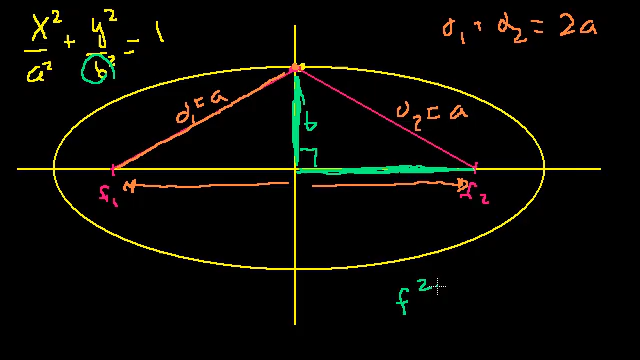 x²/a² + y²/b² = 1
d₁ + d₂ = 2a
d₁ = a
d₂ = a
b
f₁
f₂
f² +